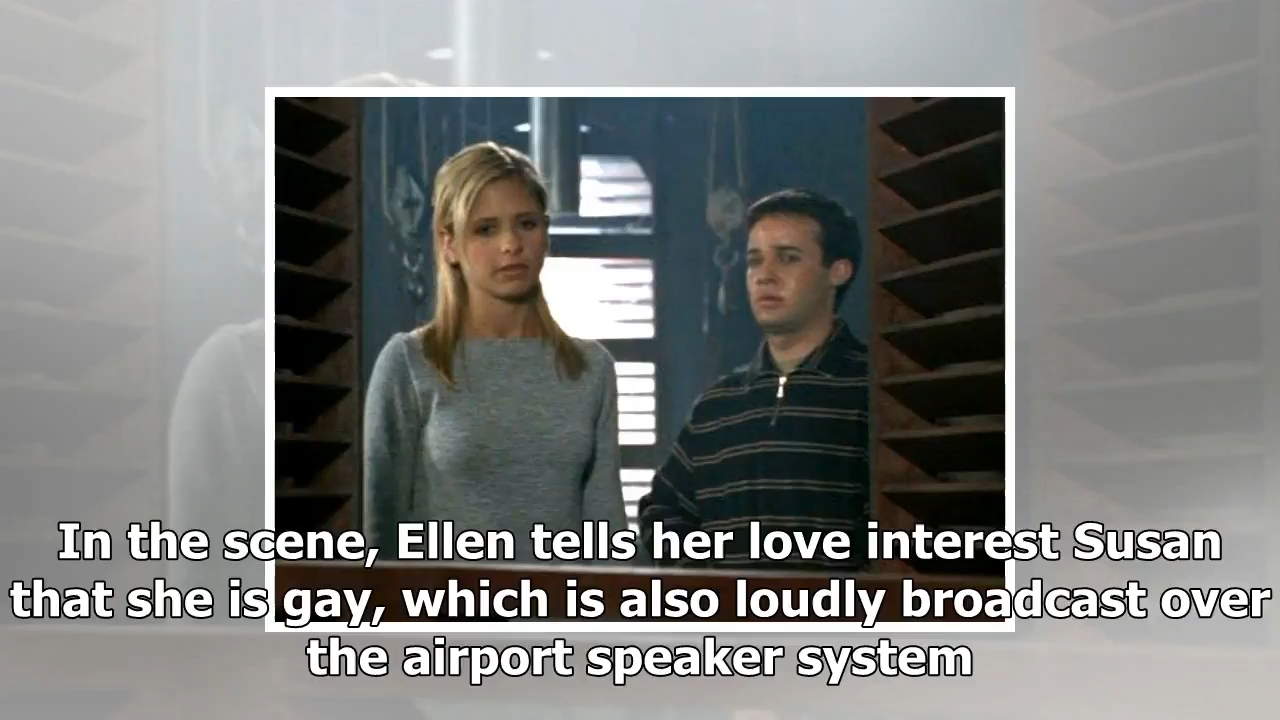 In the scene, Ellen tells her love interest Susan
that she is gay, which is also loudly broadcast over
the airport speaker system